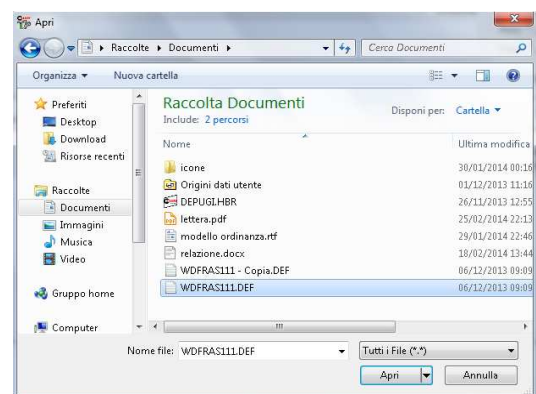 Apri
Raccolte Documenti Cerca Documenti
Organizza Nuova cartella
Preferiti
Desktop
Download
Risorse recenti
Raccolte
Documenti
Immagini
Musica
Video
Gruppo home
Computer
Raccolta Documenti
Include: 2 percorsi
Disponi per: Cartella
Nome Ultima modifica
icone 30/01/2014 00:16
Origini dati utente 01/12/2013 11:16
DEPUGI.HBR 26/11/2013 12:55
lettera.pdf 25/02/2014 22:13
modello ordinanza.rtf 29/01/2014 22:46
relazione.docx 18/02/2014 13:44
WDFRAS111 - Copia.DEF 06/12/2013 09:09
WDFRAS111.DEF 06/12/2013 09:09
Nome file: WDFRAS111.DEF Tutti i File (*.*)
Apri Annulla